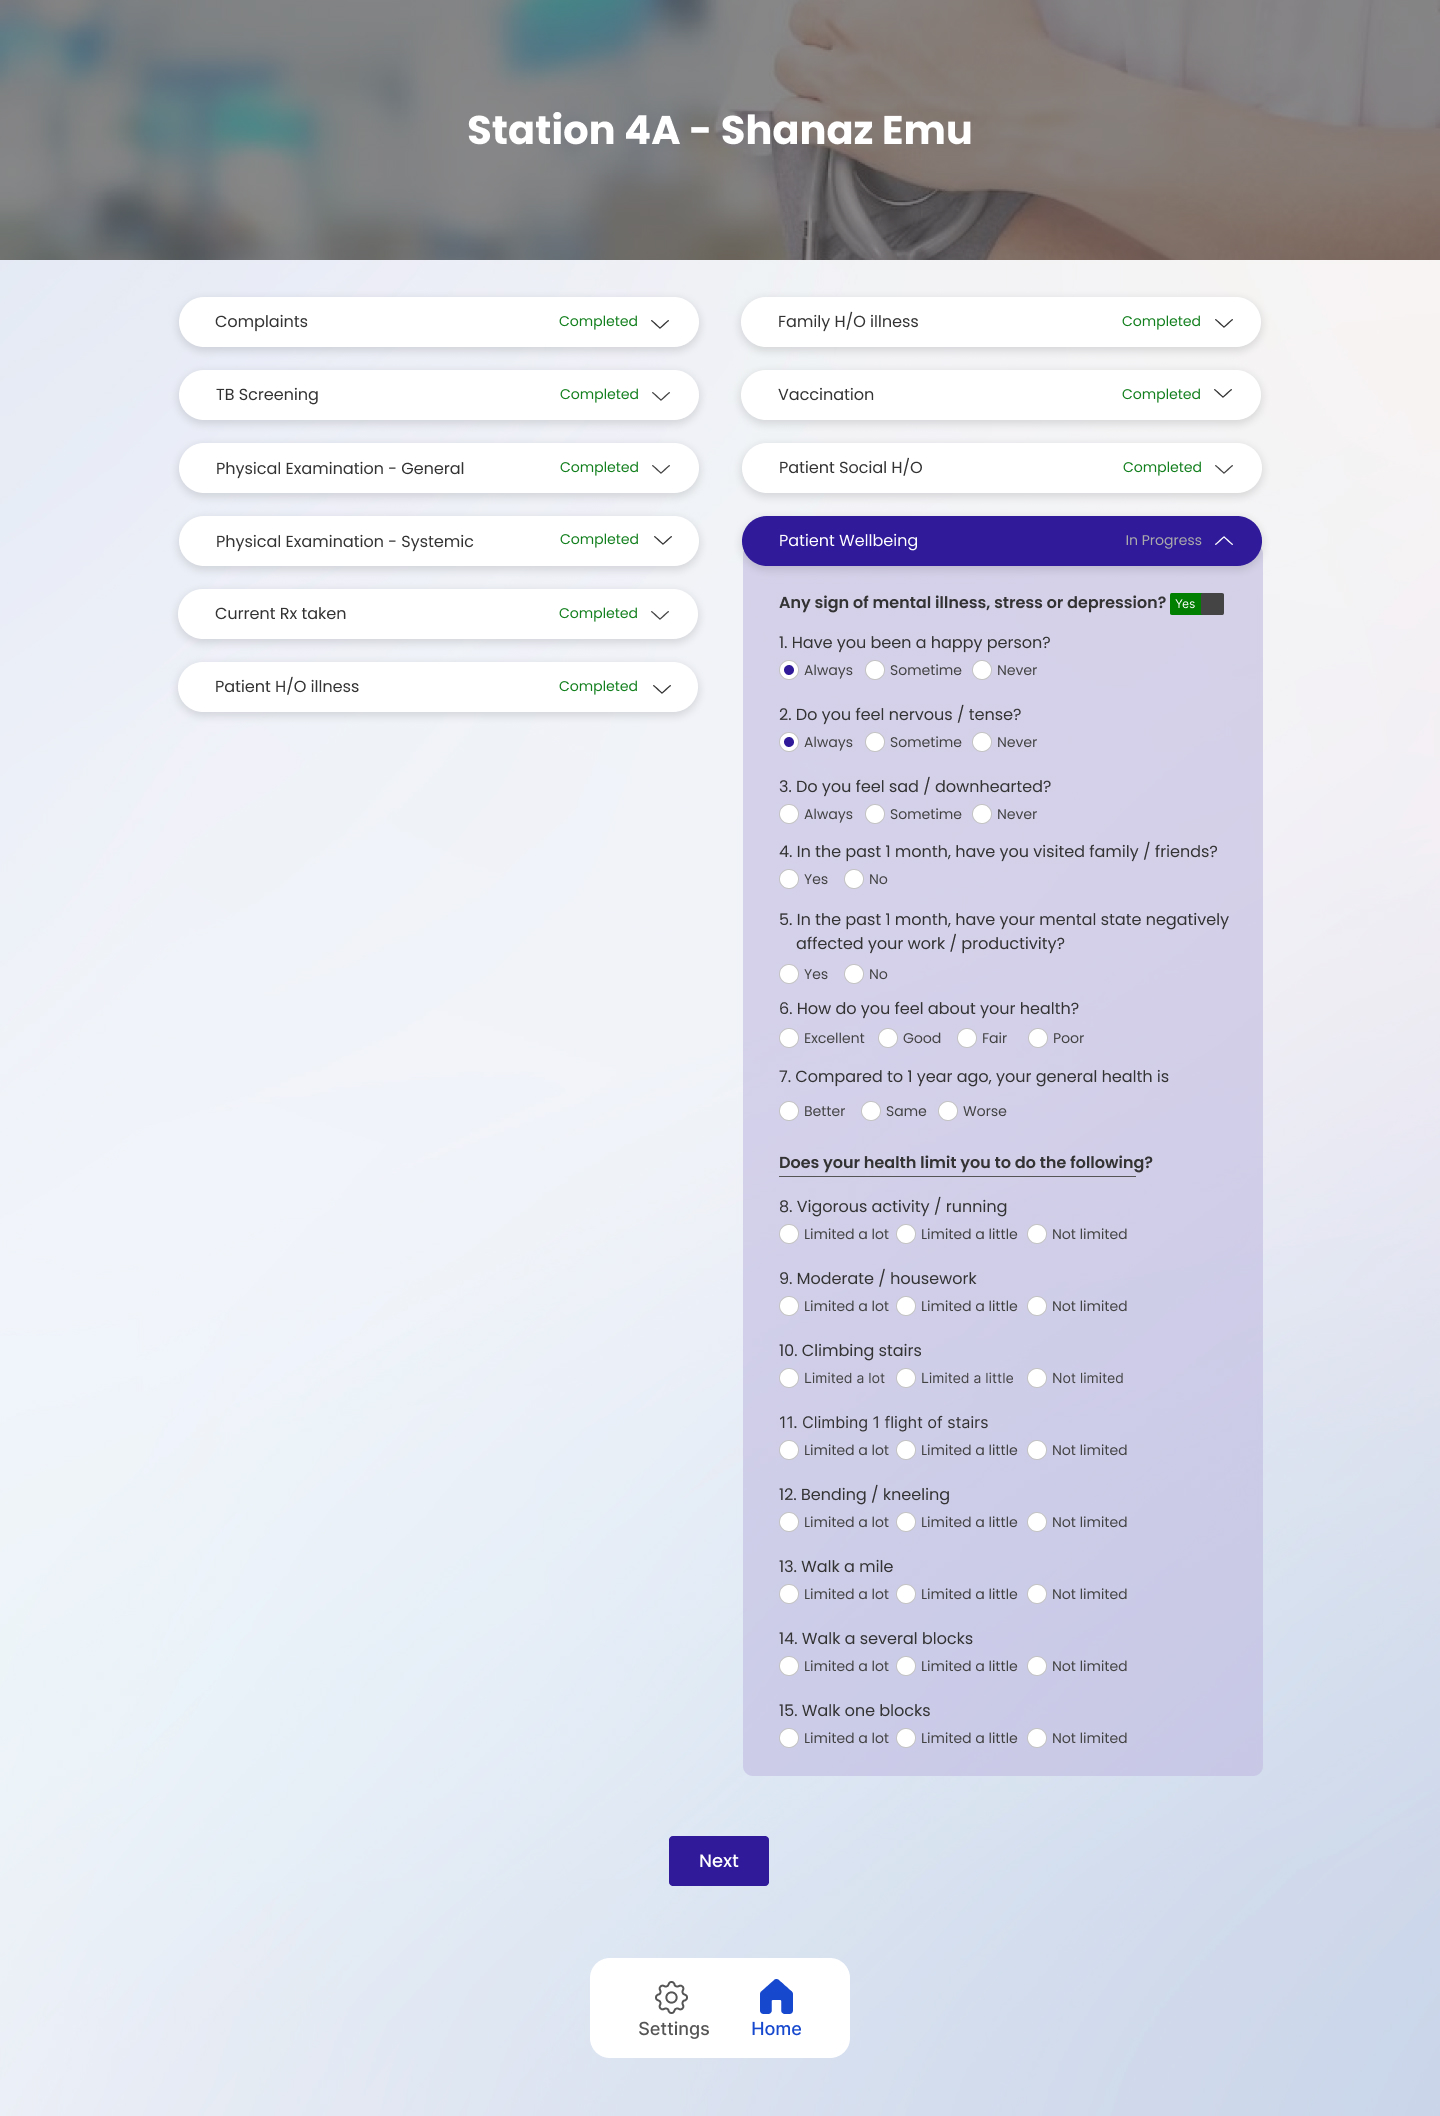 Station 4A - Shanaz Emu
Complaints Completed
TB Screening Completed
Physical Examination - General Completed
Physical Examination - Systemic Completed
Current Rx taken Completed
Patient H/O illness Completed
Family H/O illness Completed
Vaccination Completed
Patient Social H/O Completed
Patient Wellbeing In Progress
Any sign of mental illness, stress or depression? Yes
1. Have you been a happy person?
Always Sometime Never
2. Do you feel nervous / tense?
Always Sometime Never
3. Do you feel sad / downhearted?
Always Sometime Never
4. In the past 1 month, have you visited family / friends?
Yes No
5. In the past 1 month, have your mental state negatively
affected your work / productivity?
Yes No
6. How do you feel about your health?
Excellent Good Fair Poor
7. Compared to 1 year ago, your general health is
Better Same Worse
Does your health limit you to do the following?
8. Vigorous activity / running
Limited a lot Limited a little Not limited
9. Moderate / housework
Limited a lot Limited a little Not limited
10. Climbing stairs
Limited a lot Limited a little Not limited
11. Climbing 1 flight of stairs
Limited a lot Limited a little Not limited
12. Bending / kneeling
Limited a lot Limited a little Not limited
13. Walk a mile
Limited a lot Limited a little Not limited
14. Walk a several blocks
Limited a lot Limited a little Not limited
15. Walk one blocks
Limited a lot Limited a little Not limited
Next
Settings Home